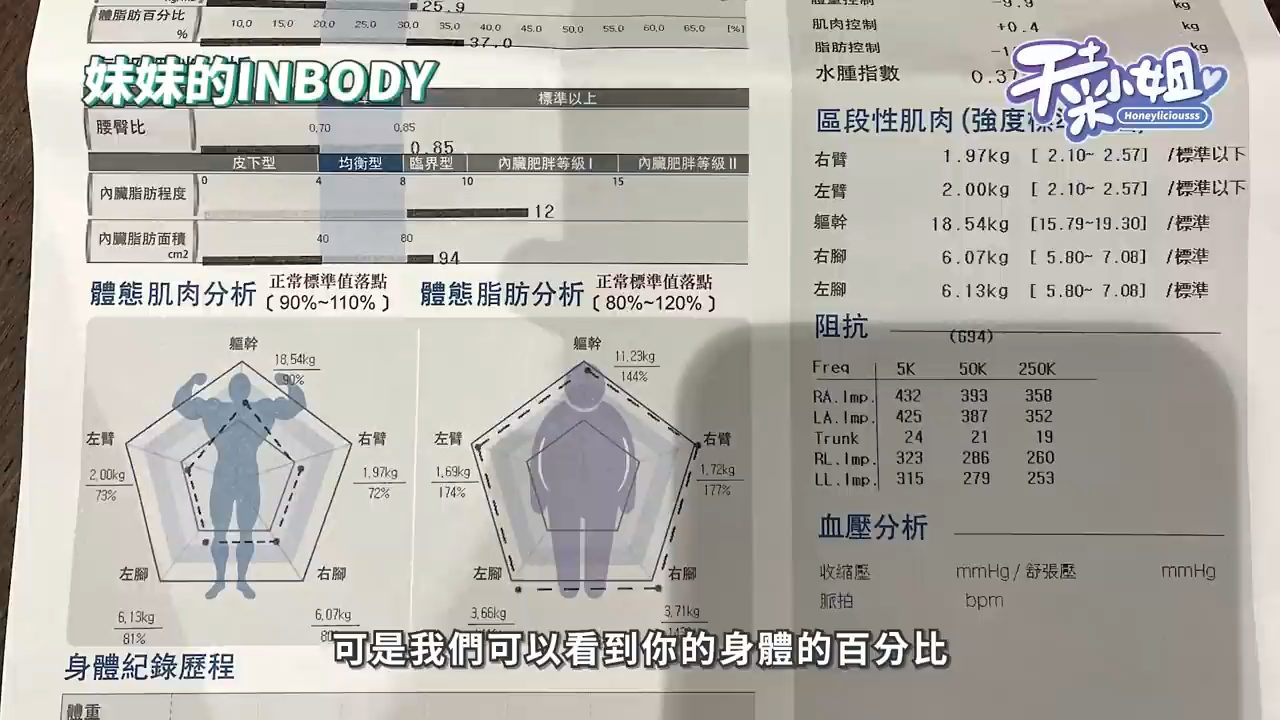 25.9
體脂肪百分比
%
10.0 15.0 20.0 25.0 30.0 35.0 40.0 45.0 50.0 55.0 60.0 65.0 [%]
37.0
妹妹的INBODY
標準以上
腰臀比
0.70 0.85
0.85
皮下型 均衡型 臨界型 內臟肥胖等級Ⅰ 內臟肥胖等級Ⅱ
內臟脂肪程度
0 4 8 10 15
12
內臟脂肪面積
cm2
40 80
94
體態肌肉分析
正常標準值落點
〔 90%~110% 〕
軀幹
18.54kg
90%
左臂
2.00kg
73%
右臂
1.97kg
72%
左腳
6.13kg
81%
右腳
6.07kg
體態脂肪分析
正常標準值落點
〔 80%~120% 〕
軀幹
11.23kg
144%
左臂
1.69kg
174%
右臂
1.72kg
177%
左腳
3.66kg
右腳
3.71kg
身體紀錄歷程
體重
kg
肌肉控制 +0.4 kg
脂肪控制 kg
水腫指數 0.37
干菜小姐
Honeyliciousss
區段性肌肉
右臂 1.97kg [ 2.10~ 2.57] /標準以下
左臂 2.00kg [ 2.10~ 2.57] /標準以下
軀幹 18.54kg [15.79~19.30] /標準
右腳 6.07kg [ 5.80~ 7.08] /標準
左腳 6.13kg [ 5.80~ 7.08] /標準
阻抗
(694)
Freq 5K 50K 250K
RA.Imp. 432 393 358
LA.Imp. 425 387 352
Trunk 24 21 19
RL.Imp. 323 286 260
LL.Imp. 315 279 253
血壓分析
收縮壓 mmHg / 舒張壓 mmHg
脈拍 bpm
可是我們可以看到你的身體的百分比